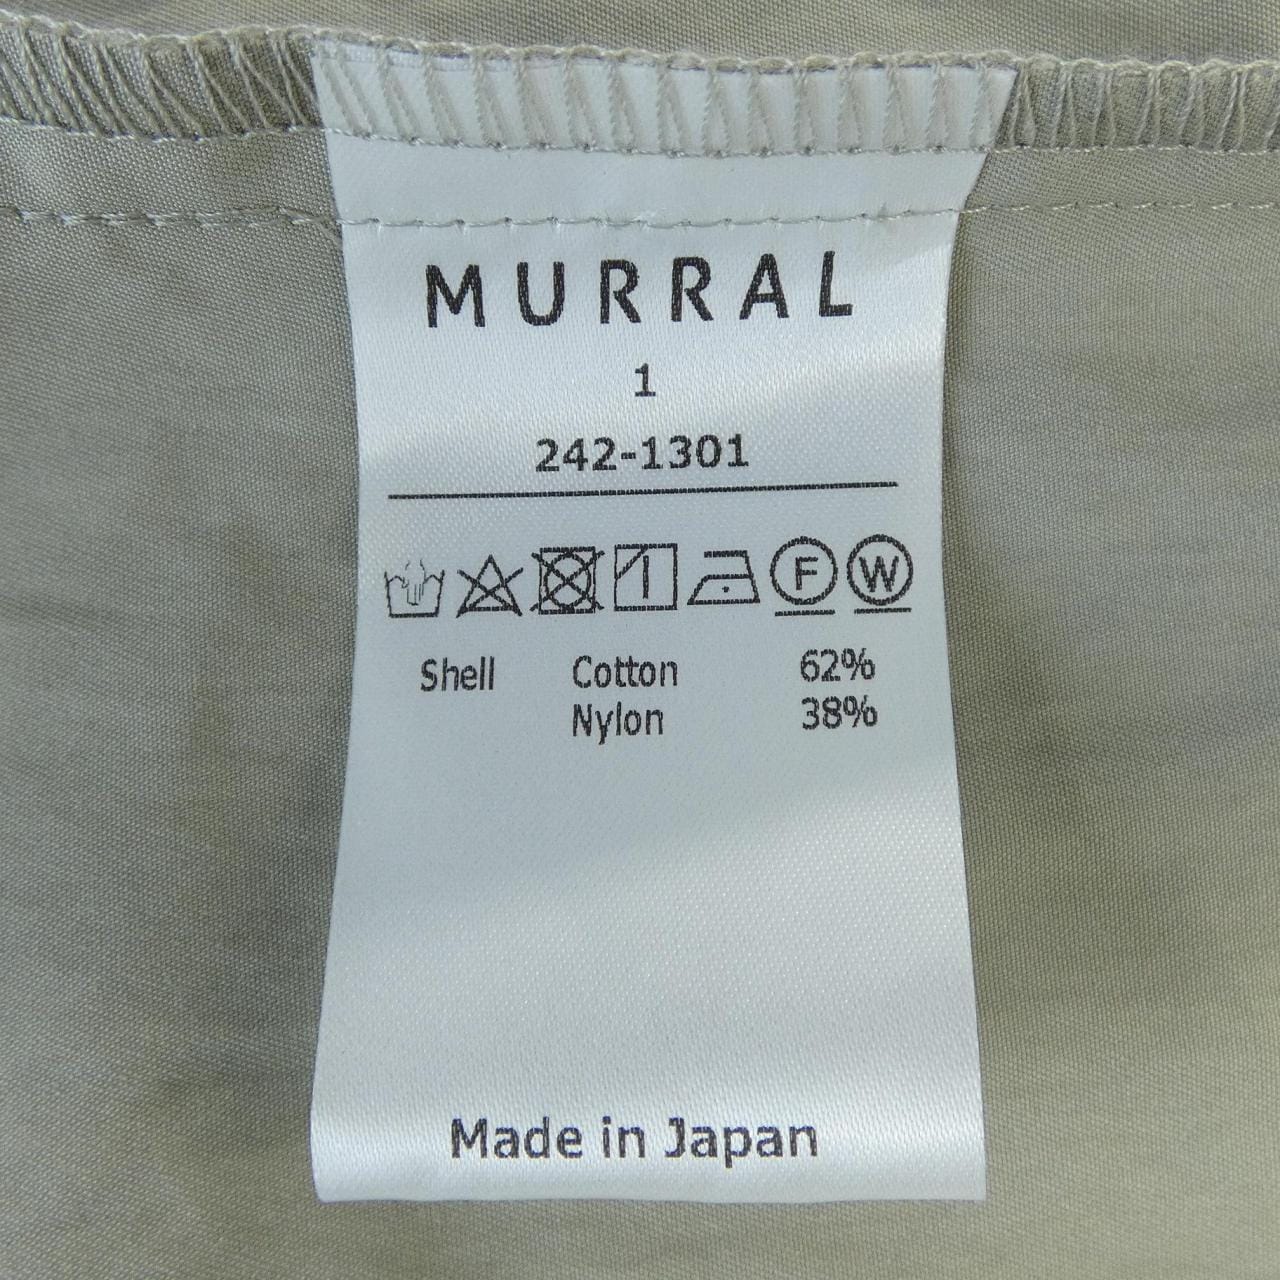 MURRAL
1
242-1301
F W
Shell Cotton 62%
Nylon 38%
Made in Japan